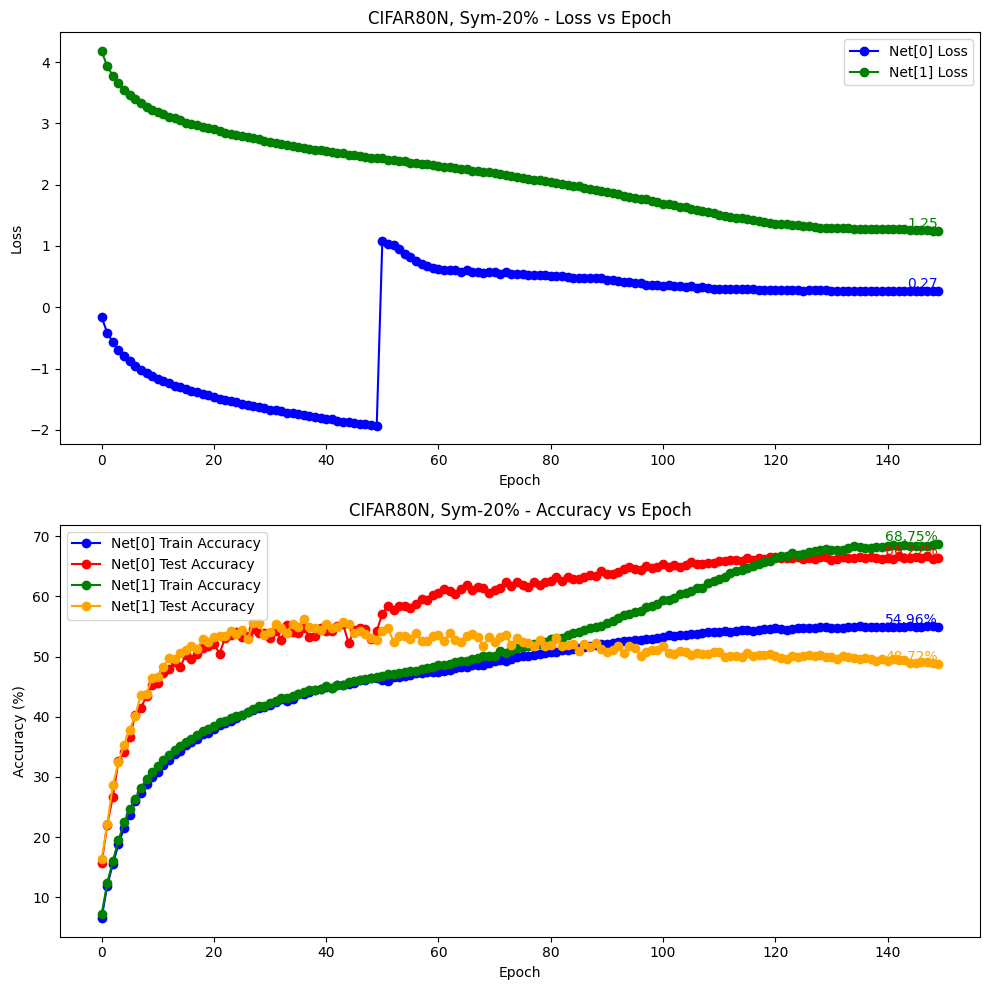 CIFAR80N, Sym-20% - Loss vs Epoch
Loss
4
3
2
1
0
−1
−2
Net[0] Loss
Net[1] Loss
1.25
0.27
0 20 40 60 80 100 120 140
Epoch
CIFAR80N, Sym-20% - Accuracy vs Epoch
Accuracy (%)
70
60
50
40
30
20
10
Net[0] Train Accuracy
Net[0] Test Accuracy
Net[1] Train Accuracy
Net[1] Test Accuracy
68.75%
54.96%
48.72%
0 20 40 60 80 100 120 140
Epoch